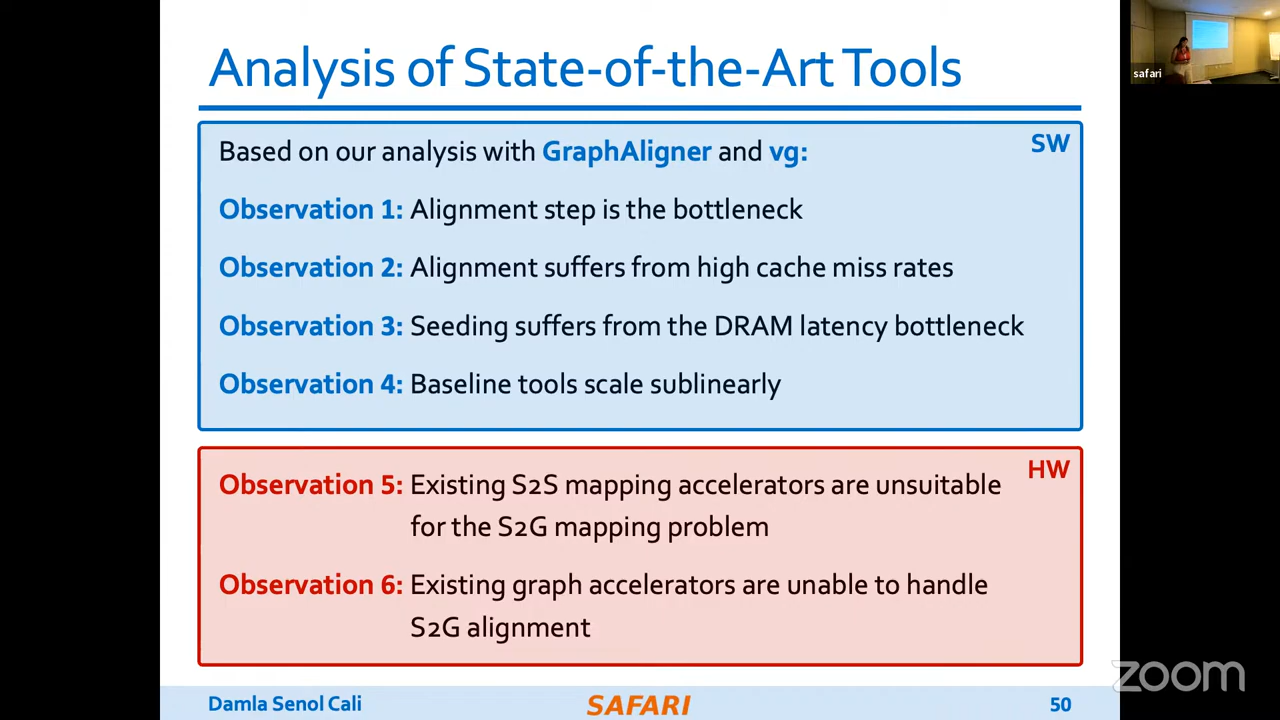 Analysis of State-of-the-Art Tools
safari
Based on our analysis with GraphAligner and vg:
SW
Observation 1: Alignment step is the bottleneck
Observation 2: Alignment suffers from high cache miss rates
Observation 3: Seeding suffers from the DRAM latency bottleneck
Observation 4: Baseline tools scale sublinearly
HW
Observation 5: Existing S2S mapping accelerators are unsuitable
for the S2G mapping problem
Observation 6: Existing graph accelerators are unable to handle
S2G alignment
zoom
Damla Senol Cali
SAFARI
50